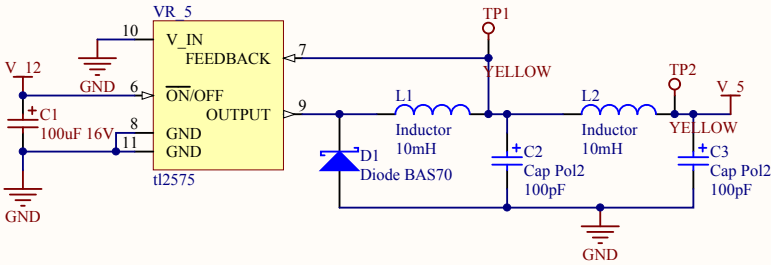 VR_5
TP1
10
V_IN
7
FEEDBACK
GND
YELLOW
TP2
V_12
6
ON/OFF
9
L1
L2
V_5
OUTPUT
C1
100uF 16V
8
GND
Inductor
10mH
Inductor
10mH
YELLOW
11
GND
D1
Diode BAS70
C2
Cap Pol2
100pF
C3
Cap Pol2
100pF
tl2575
GND
GND